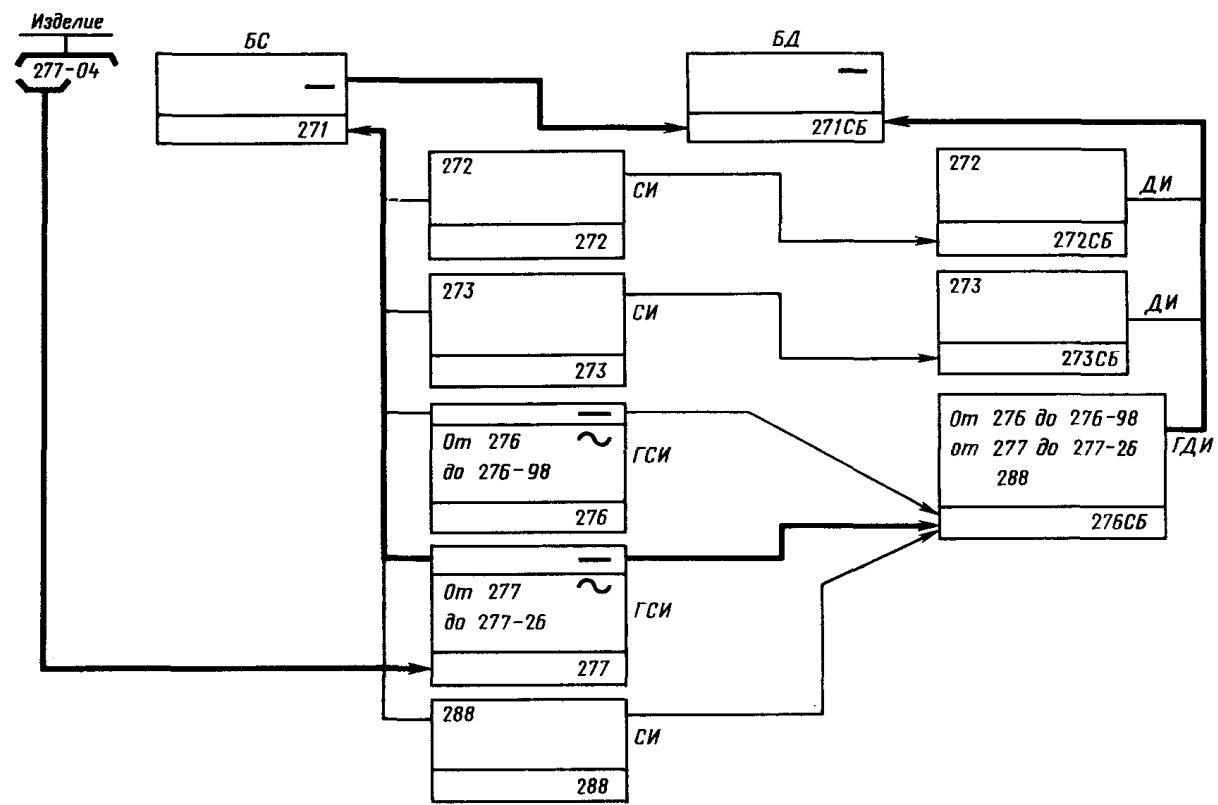 Изделие
277-04
БС
271
БД
271СБ
272
СИ
272
272
ДИ
272СБ
273
СИ
273
273
ДИ
273СБ
От 276
до 276-98
ГСИ
276
От 276 до 276-98
от 277 до 277-26
288
ГДИ
276СБ
От 277
до 277-26
ГСИ
277
288
СИ
288